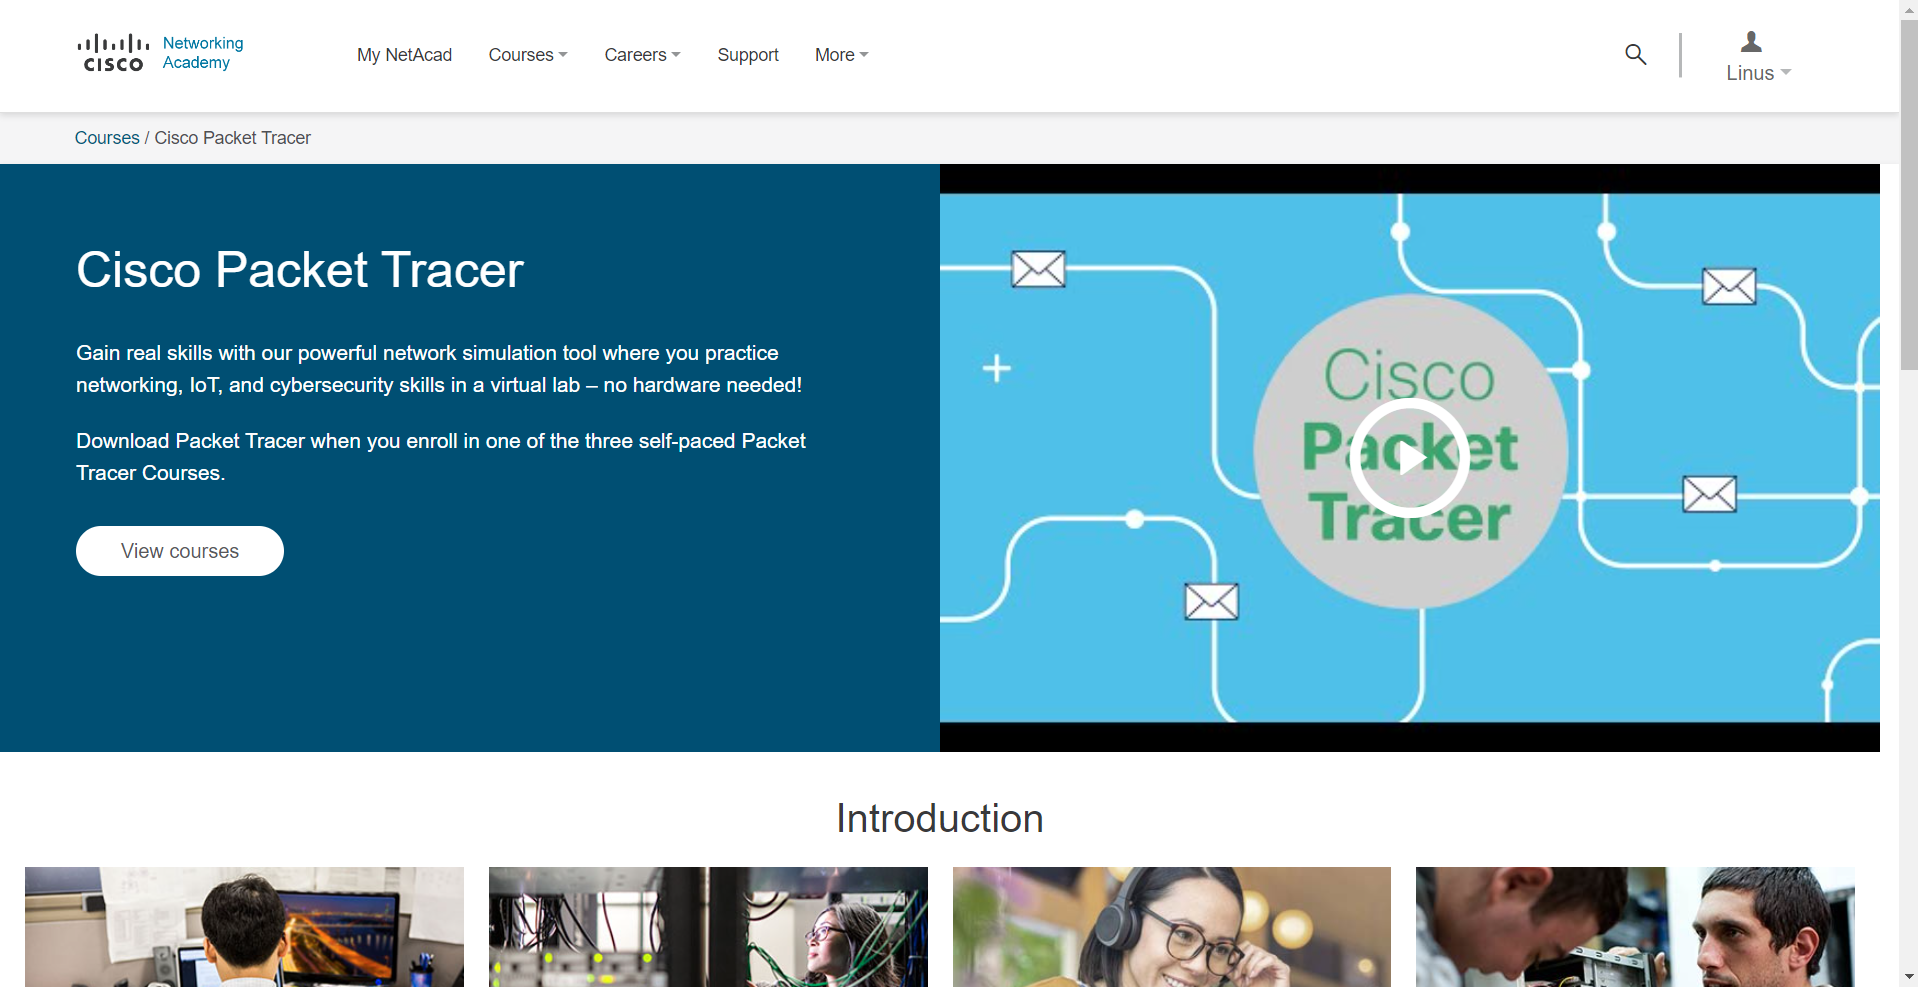 CISCO
Networking
Academy
My NetAcad
Courses
Careers
Support
More
Linus
Courses / Cisco Packet Tracer
Cisco Packet Tracer
Gain real skills with our powerful network simulation tool where you practice
networking, IoT, and cybersecurity skills in a virtual lab – no hardware needed!
Download Packet Tracer when you enroll in one of the three self-paced Packet
Tracer Courses.
View courses
Cisco
Packet
Tracer
Introduction